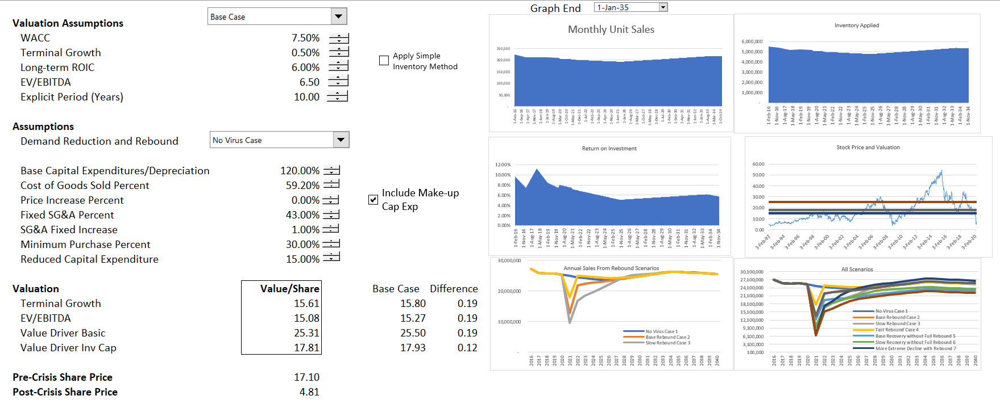 Base Case
Valuation Assumptions
WACC 7.50%
Terminal Growth 0.50%
Long-term ROIC 6.00%
EV/EBITDA 6.50
Explicit Period (Years) 10.00
Apply Simple
Inventory Method
Assumptions
Demand Reduction and Rebound No Virus Case
Base Capital Expenditures/Depreciation 120.00%
Cost of Goods Sold Percent 59.20%
Price Increase Percent 0.00%
Fixed SG&A Percent 43.00%
SG&A Fixed Increase 1.00%
Minimum Purchase Percent 30.00%
Reduced Capital Expenditure 15.00%
Include Make-up
Cap Exp
Valuation Value/Share Base Case Difference
Terminal Growth 15.61 15.80 0.19
EV/EBITDA 15.08 15.27 0.19
Value Driver Basic 25.31 25.50 0.19
Value Driver Inv Cap 17.81 17.93 0.12
Pre-Crisis Share Price 17.10
Post-Crisis Share Price 4.81
Graph End 1-Jan-35
Monthly Unit Sales
250,000
200,000
150,000
100,000
50,000
-
Inventory Applied
6,000,000
5,000,000
4,000,000
3,000,000
2,000,000
1,000,000
-
1-Feb-16 1-Nov-16 1-Aug-17 1-May-18 1-Feb-19 1-Nov-19 1-Aug-20 1-May-21 1-Feb-22 1-Nov-22 1-Aug-23 1-May-24 1-Feb-25 1-Nov-25 1-Aug-26 1-May-27 1-Feb-28 1-Nov-28 1-Aug-29 1-May-30 1-Feb-31 1-Nov-31 1-Aug-32 1-May-33 1-Feb-34 1-Nov-34
Return on Investment
12.00%
10.00%
8.00%
6.00%
4.00%
2.00%
0.00%
1-Feb-16 1-Nov-16 1-Aug-17 1-May-18 1-Feb-19 1-Nov-19 1-Aug-20 1-May-21 1-Feb-22 1-Nov-22 1-Aug-23 1-May-24 1-Feb-25 1-Nov-25 1-Aug-26 1-May-27 1-Feb-28 1-Nov-28 1-Aug-29 1-May-30 1-Feb-31 1-Nov-31 1-Aug-32 1-May-33 1-Feb-34 1-Nov-34
Stock Price and Valuation
60.00
50.00
40.00
30.00
20.00
10.00
0.00
3-Feb-92 3-Feb-94 3-Feb-96 3-Feb-98 3-Feb-00 3-Feb-02 3-Feb-04 3-Feb-06 3-Feb-08 3-Feb-10 3-Feb-12 3-Feb-14 3-Feb-16 3-Feb-18 3-Feb-20
Annual Sales From Rebound Scenarios
30,000,000
20,000,000
10,000,000
-
No Virus Case 1
Base Rebound Case 2
Slow Rebound Case 3
2016 2017 2018 2019 2020 2021 2022 2023 2024 2025 2026 2027 2028 2029 2030 2031 2032 2033 2034 2035 2036 2037 2038 2039 2040
All Scenarios
30,100,000
27,100,000
24,100,000
21,100,000
18,100,000
15,100,000
12,100,000
9,100,000
6,100,000
3,100,000
100,000
No Virus Case 1
Base Rebound Case 2
Slow Rebound Case 3
Fast Rebound Case 4
Base Recovery without Full Rebound 5
Slow Recovery without Full Rebound 6
More Extreme Decline with Rebound 7
2016 2017 2018 2019 2020 2021 2022 2023 2024 2025 2026 2027 2028 2029 2030 2031 2032 2033 2034 2035 2036 2037 2038 2039 2040